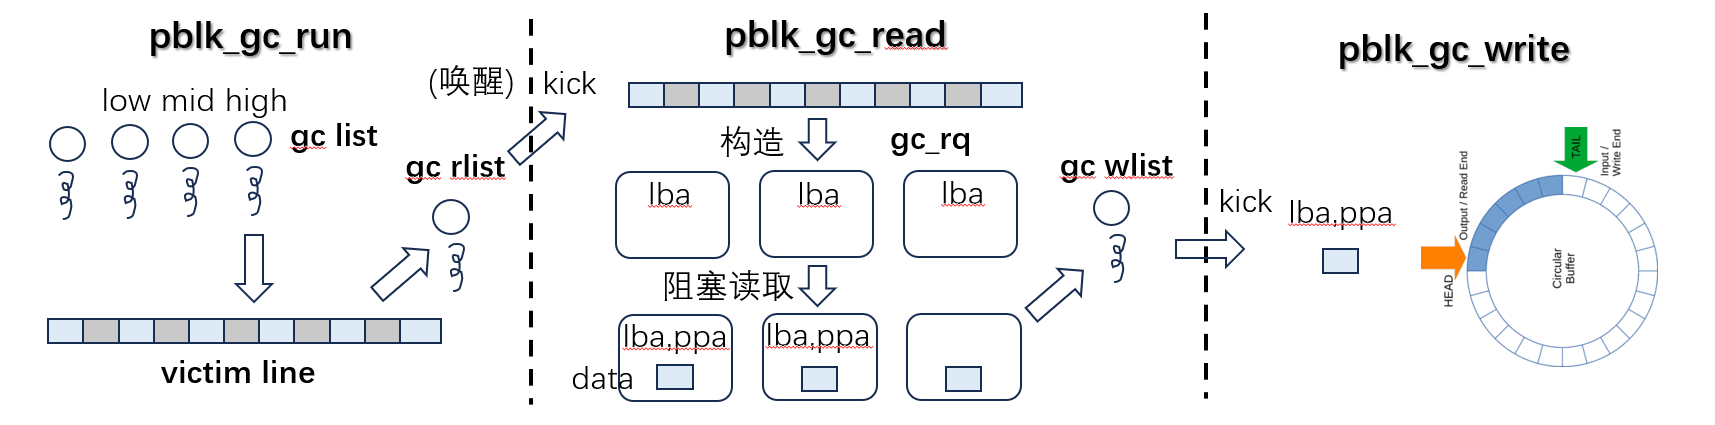 pblk_gc_run
low mid high
gc list
gc rlist
victim line
(唤醒)
kick
pblk_gc_read
构造
gc_rq
lba
lba
lba
阻塞读取
lba,ppa
lba,ppa
data
gc wlist
pblk_gc_write
kick
lba,ppa
TAIL
Input /
Write End
Output / Read End
HEAD
Circular
Buffer